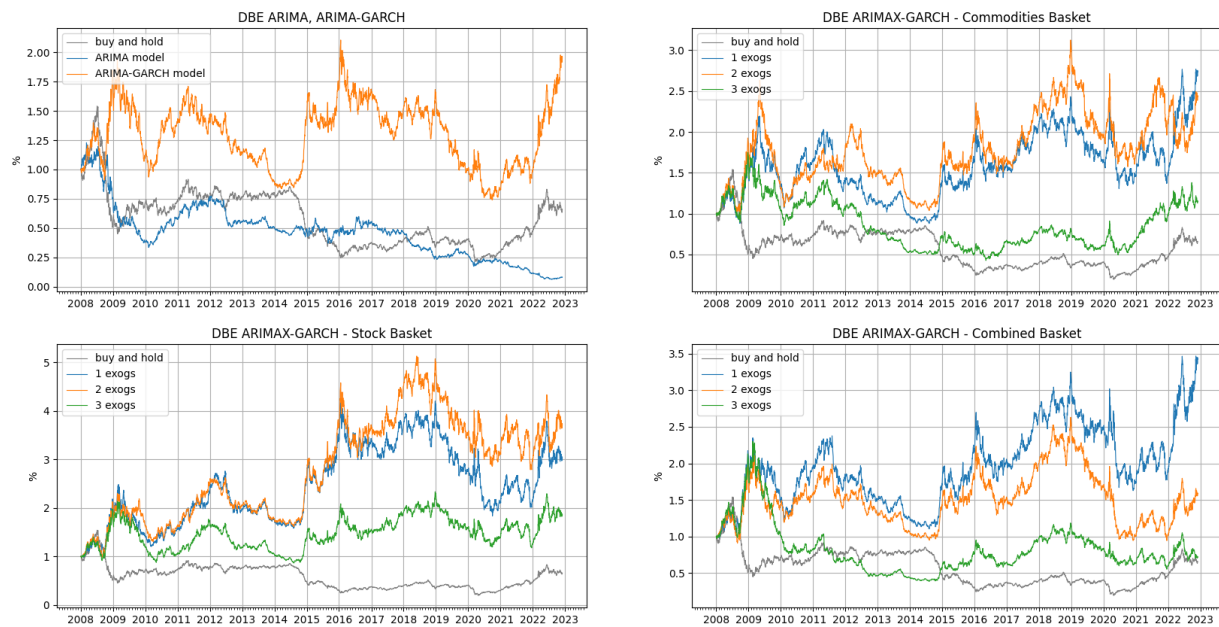 DBE ARIMA, ARIMA-GARCH
buy and hold
ARIMA model
ARIMA-GARCH model
%
2.00
1.75
1.50
1.25
1.00
0.75
0.50
0.25
0.00
2008 2009 2010 2011 2012 2013 2014 2015 2016 2017 2018 2019 2020 2021 2022 2023
DBE ARIMAX-GARCH - Commodities Basket
buy and hold
1 exogs
2 exogs
3 exogs
%
3.0
2.5
2.0
1.5
1.0
0.5
2008 2009 2010 2011 2012 2013 2014 2015 2016 2017 2018 2019 2020 2021 2022 2023
DBE ARIMAX-GARCH - Stock Basket
buy and hold
1 exogs
2 exogs
3 exogs
%
5
4
3
2
1
0
2008 2009 2010 2011 2012 2013 2014 2015 2016 2017 2018 2019 2020 2021 2022 2023
DBE ARIMAX-GARCH - Combined Basket
buy and hold
1 exogs
2 exogs
3 exogs
%
3.5
3.0
2.5
2.0
1.5
1.0
0.5
2008 2009 2010 2011 2012 2013 2014 2015 2016 2017 2018 2019 2020 2021 2022 2023